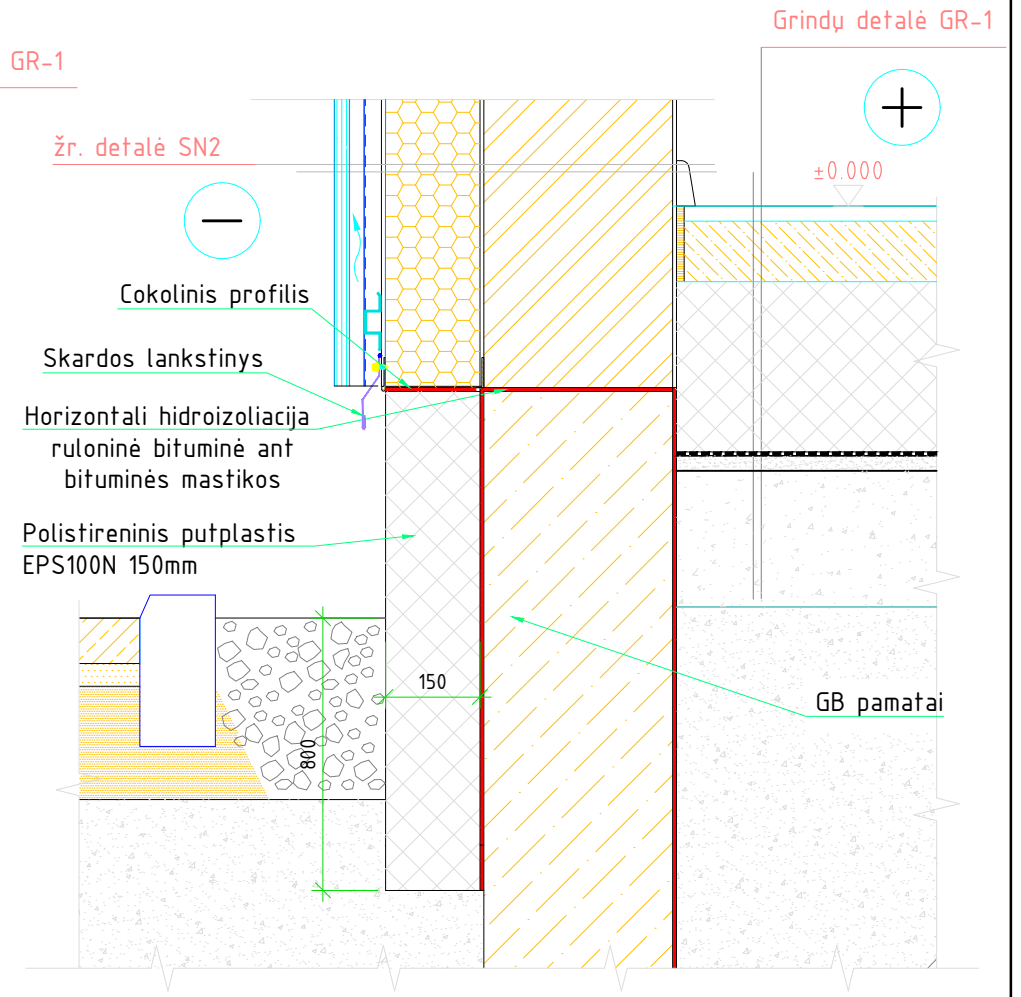 Grindų detalė GR-1
GR-1
žr. detalė SN2
±0.000
Cokolinis profilis
Skardos lankstinys
Horizontali hidroizoliacija
ruloninė bituminė ant
bituminės mastikos
Polistireninis putplastis
EPS100N 150mm
150
GB pamatai
800